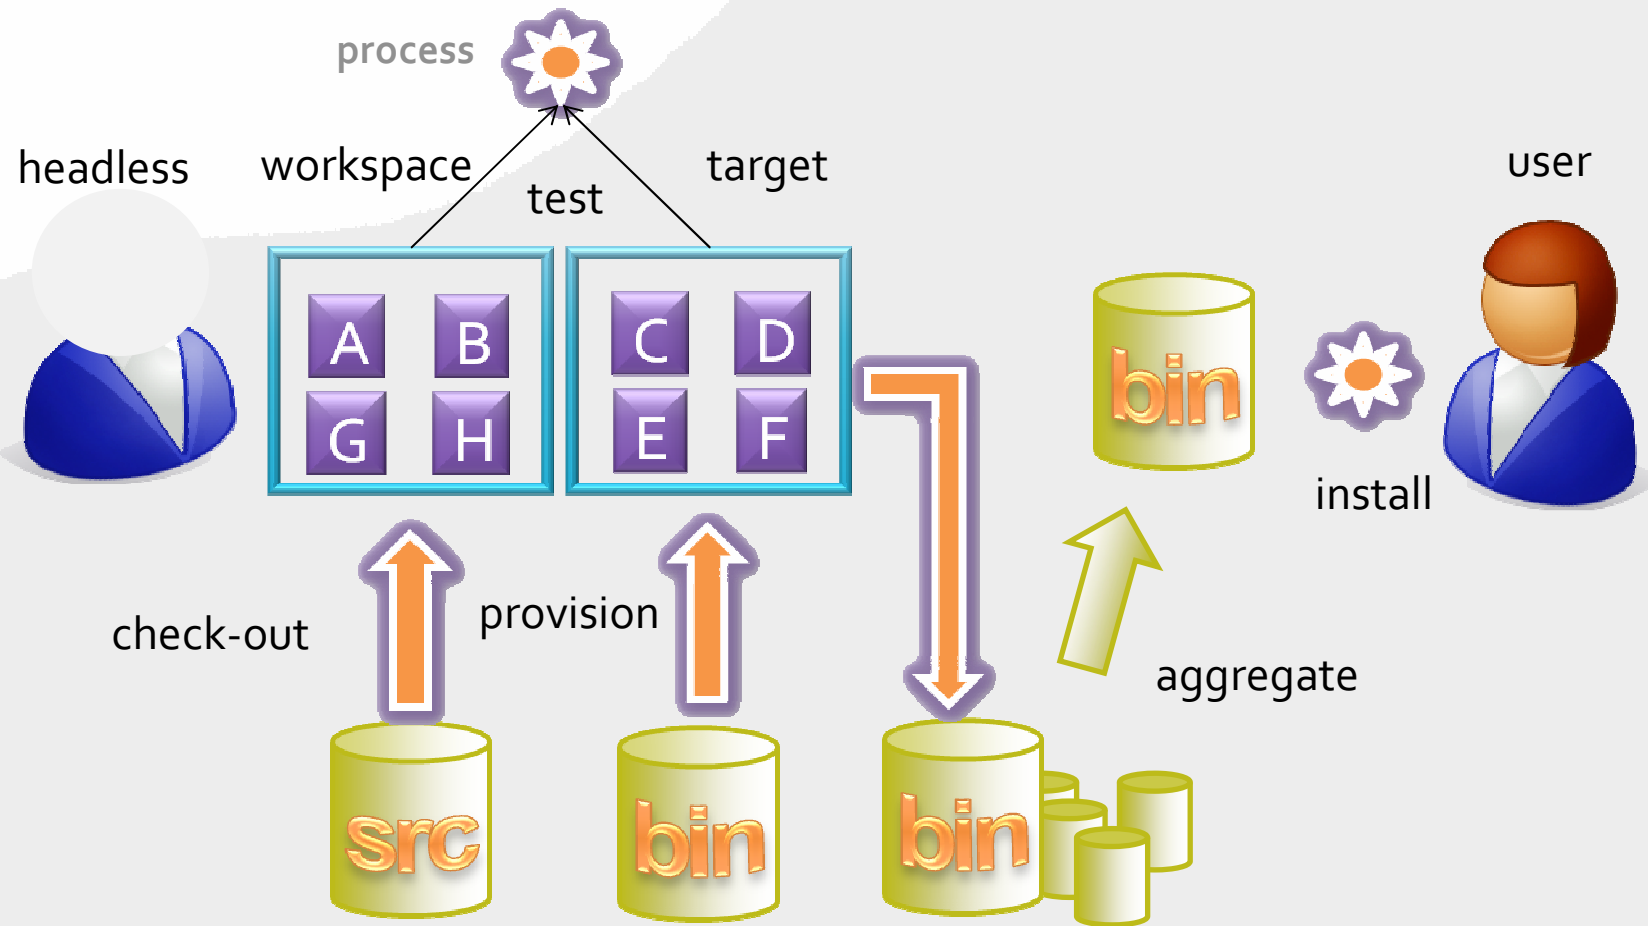 process
headless
workspace
test
target
user
A B
G H
C D
E F
bin
install
check-out
provision
aggregate
src
bin
bin